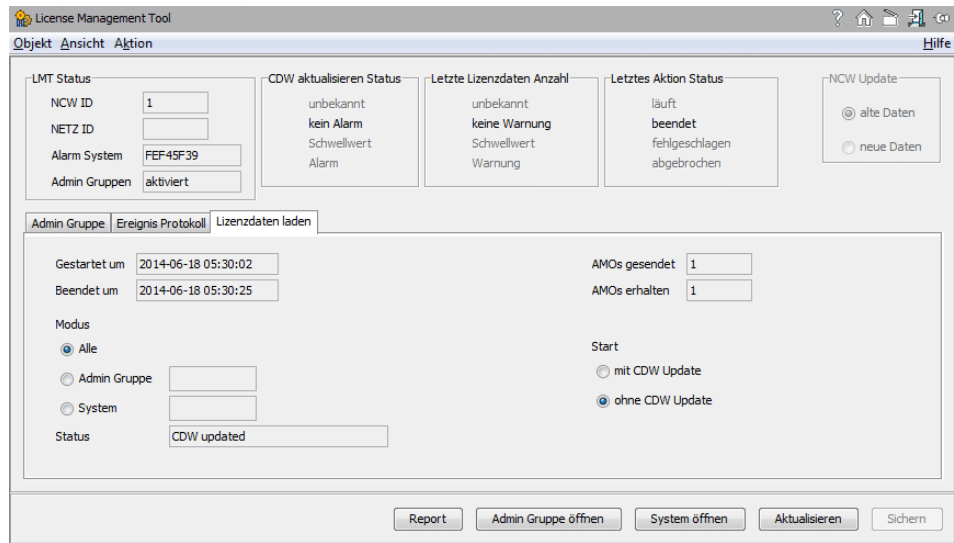 License Management Tool
Objekt Ansicht Aktion Hilfe
LMT Status
NCW ID 1
NETZ ID
Alarm System FEF45F39
Admin Gruppen aktiviert
CDW aktualisieren Status
unbekannt
kein Alarm
Schwellwert
Alarm
Letzte Lizenzdaten Anzahl
unbekannt
keine Warnung
Schwellwert
Warnung
Letztes Aktion Status
läuft
beendet
fehlgeschlagen
abgebrochen
NCW Update
alte Daten
neue Daten
Admin Gruppe Ereignis Protokoll Lizenzdaten laden
Gestartet um 2014-06-18 05:30:02
Beendet um 2014-06-18 05:30:25
AMOs gesendet 1
AMOs erhalten 1
Modus
Alle
Admin Gruppe
System
Status CDW updated
Start
mit CDW Update
ohne CDW Update
Report Admin Gruppe öffnen System öffnen Aktualisieren Sichern